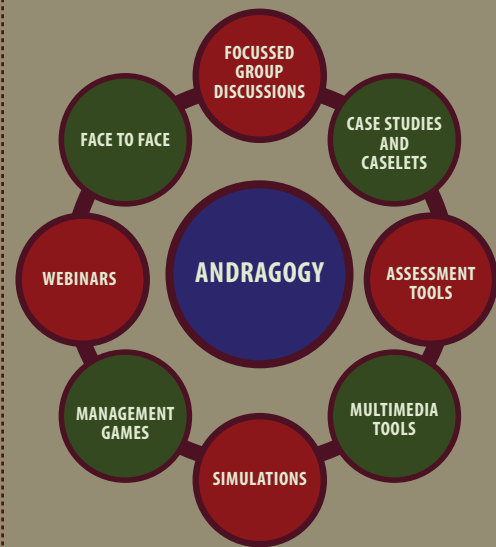 FOCUSSED
GROUP
DISCUSSIONS
FACE TO FACE
CASE STUDIES
AND
CASELETS
WEBINARS
ANDRAGOGY
ASSESSMENT
TOOLS
MANAGEMENT
GAMES
MULTIMEDIA
TOOLS
SIMULATIONS